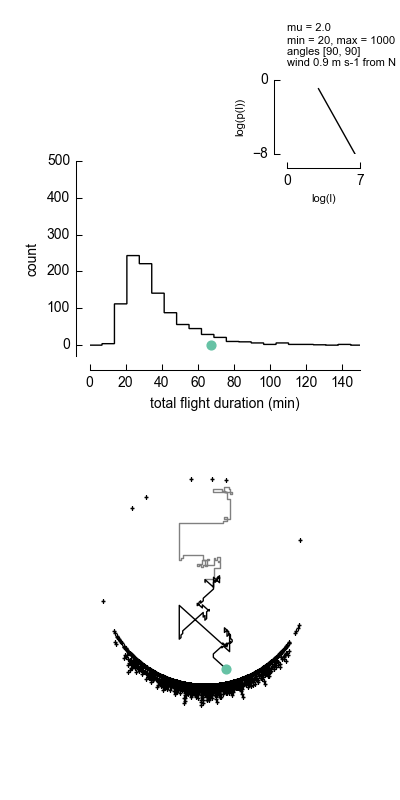 mu = 2.0
min = 20, max = 1000
angles [90, 90]
wind 0.9 m s-1 from N
0
−8
log(p(l))
0 7
log(l)
500
400
300
200
100
0
count
0 20 40 60 80 100 120 140
total flight duration (min)